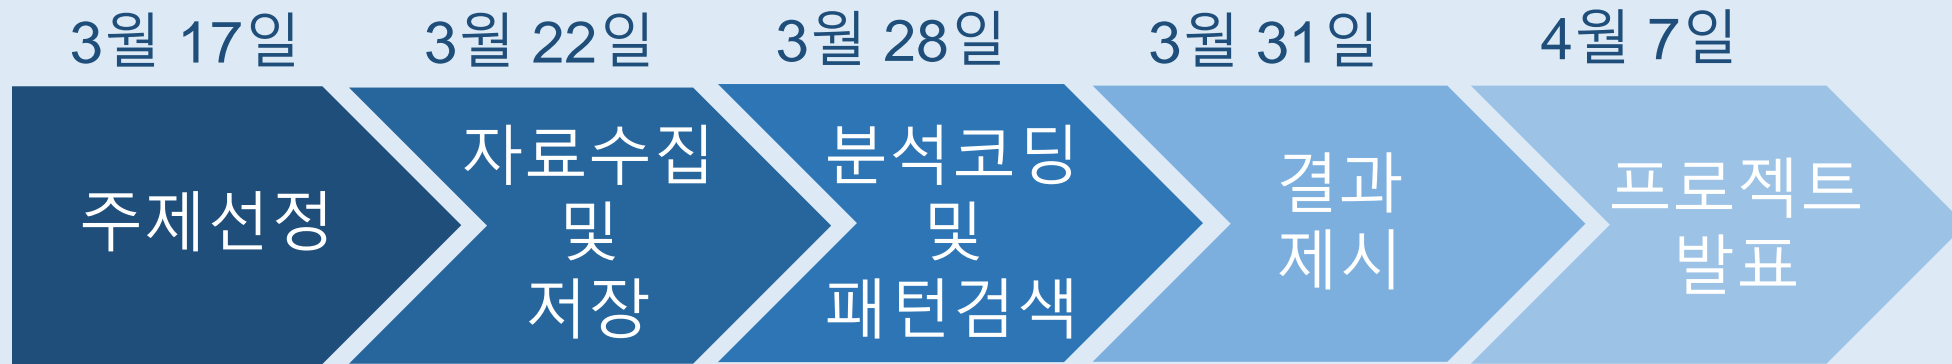 3월 17일
3월 22일
3월 28일
3월 31일
4월 7일
주제선정
자료수집
및
저장
분석코딩
및
패턴검색
결과
제시
프로젝트
발표